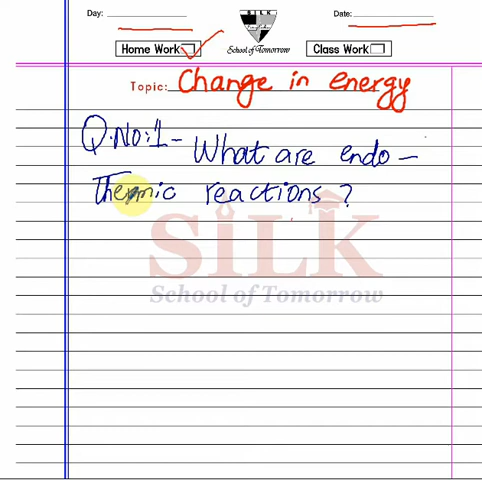 Day:
SILK
Date:
Home Work
School of Tomorrow
Class Work
Topic: Change in energy
Q.No:1- What are endo-
Thermic reactions?
SiLK
School of Tomorrow